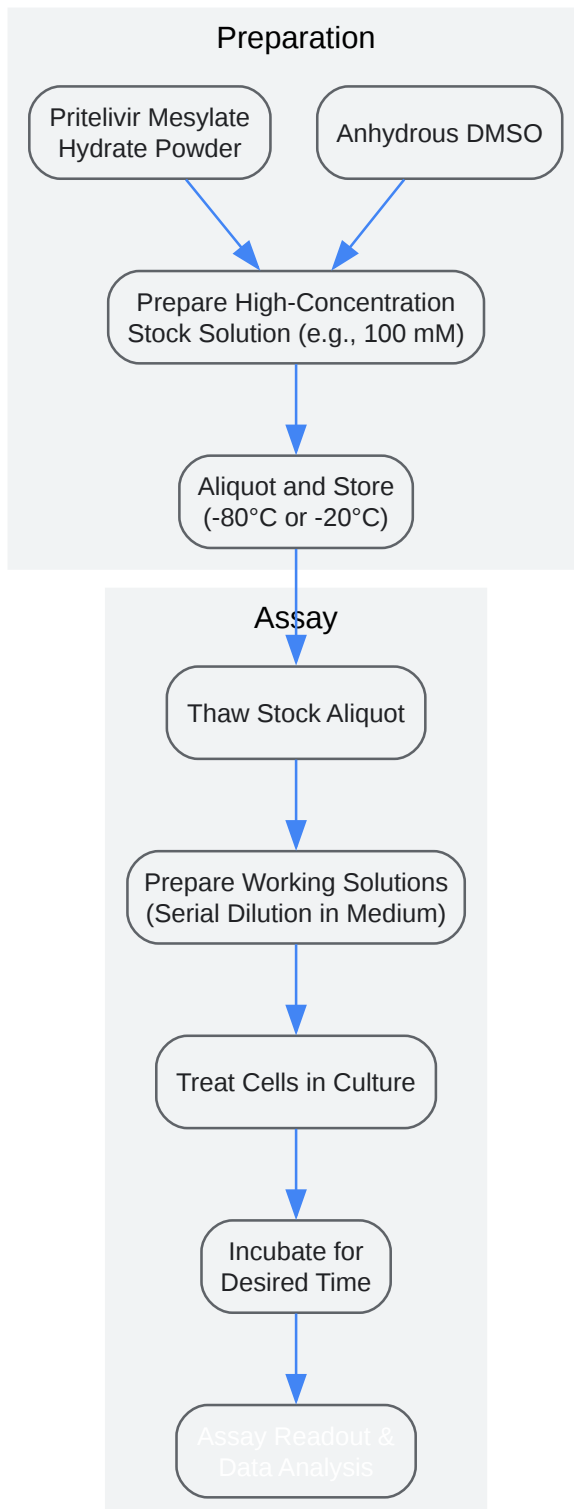 Preparation
Pritelivir Mesylate
Hydrate Powder
Anhydrous DMSO
Prepare High-Concentration
Stock Solution (e.g., 100 mM)
Aliquot and Store
(-80°C or -20°C)
Assay
Thaw Stock Aliquot
Prepare Working Solutions
(Serial Dilution in Medium)
Treat Cells in Culture
Incubate for
Desired Time
Assay Readout &
Data Analysis